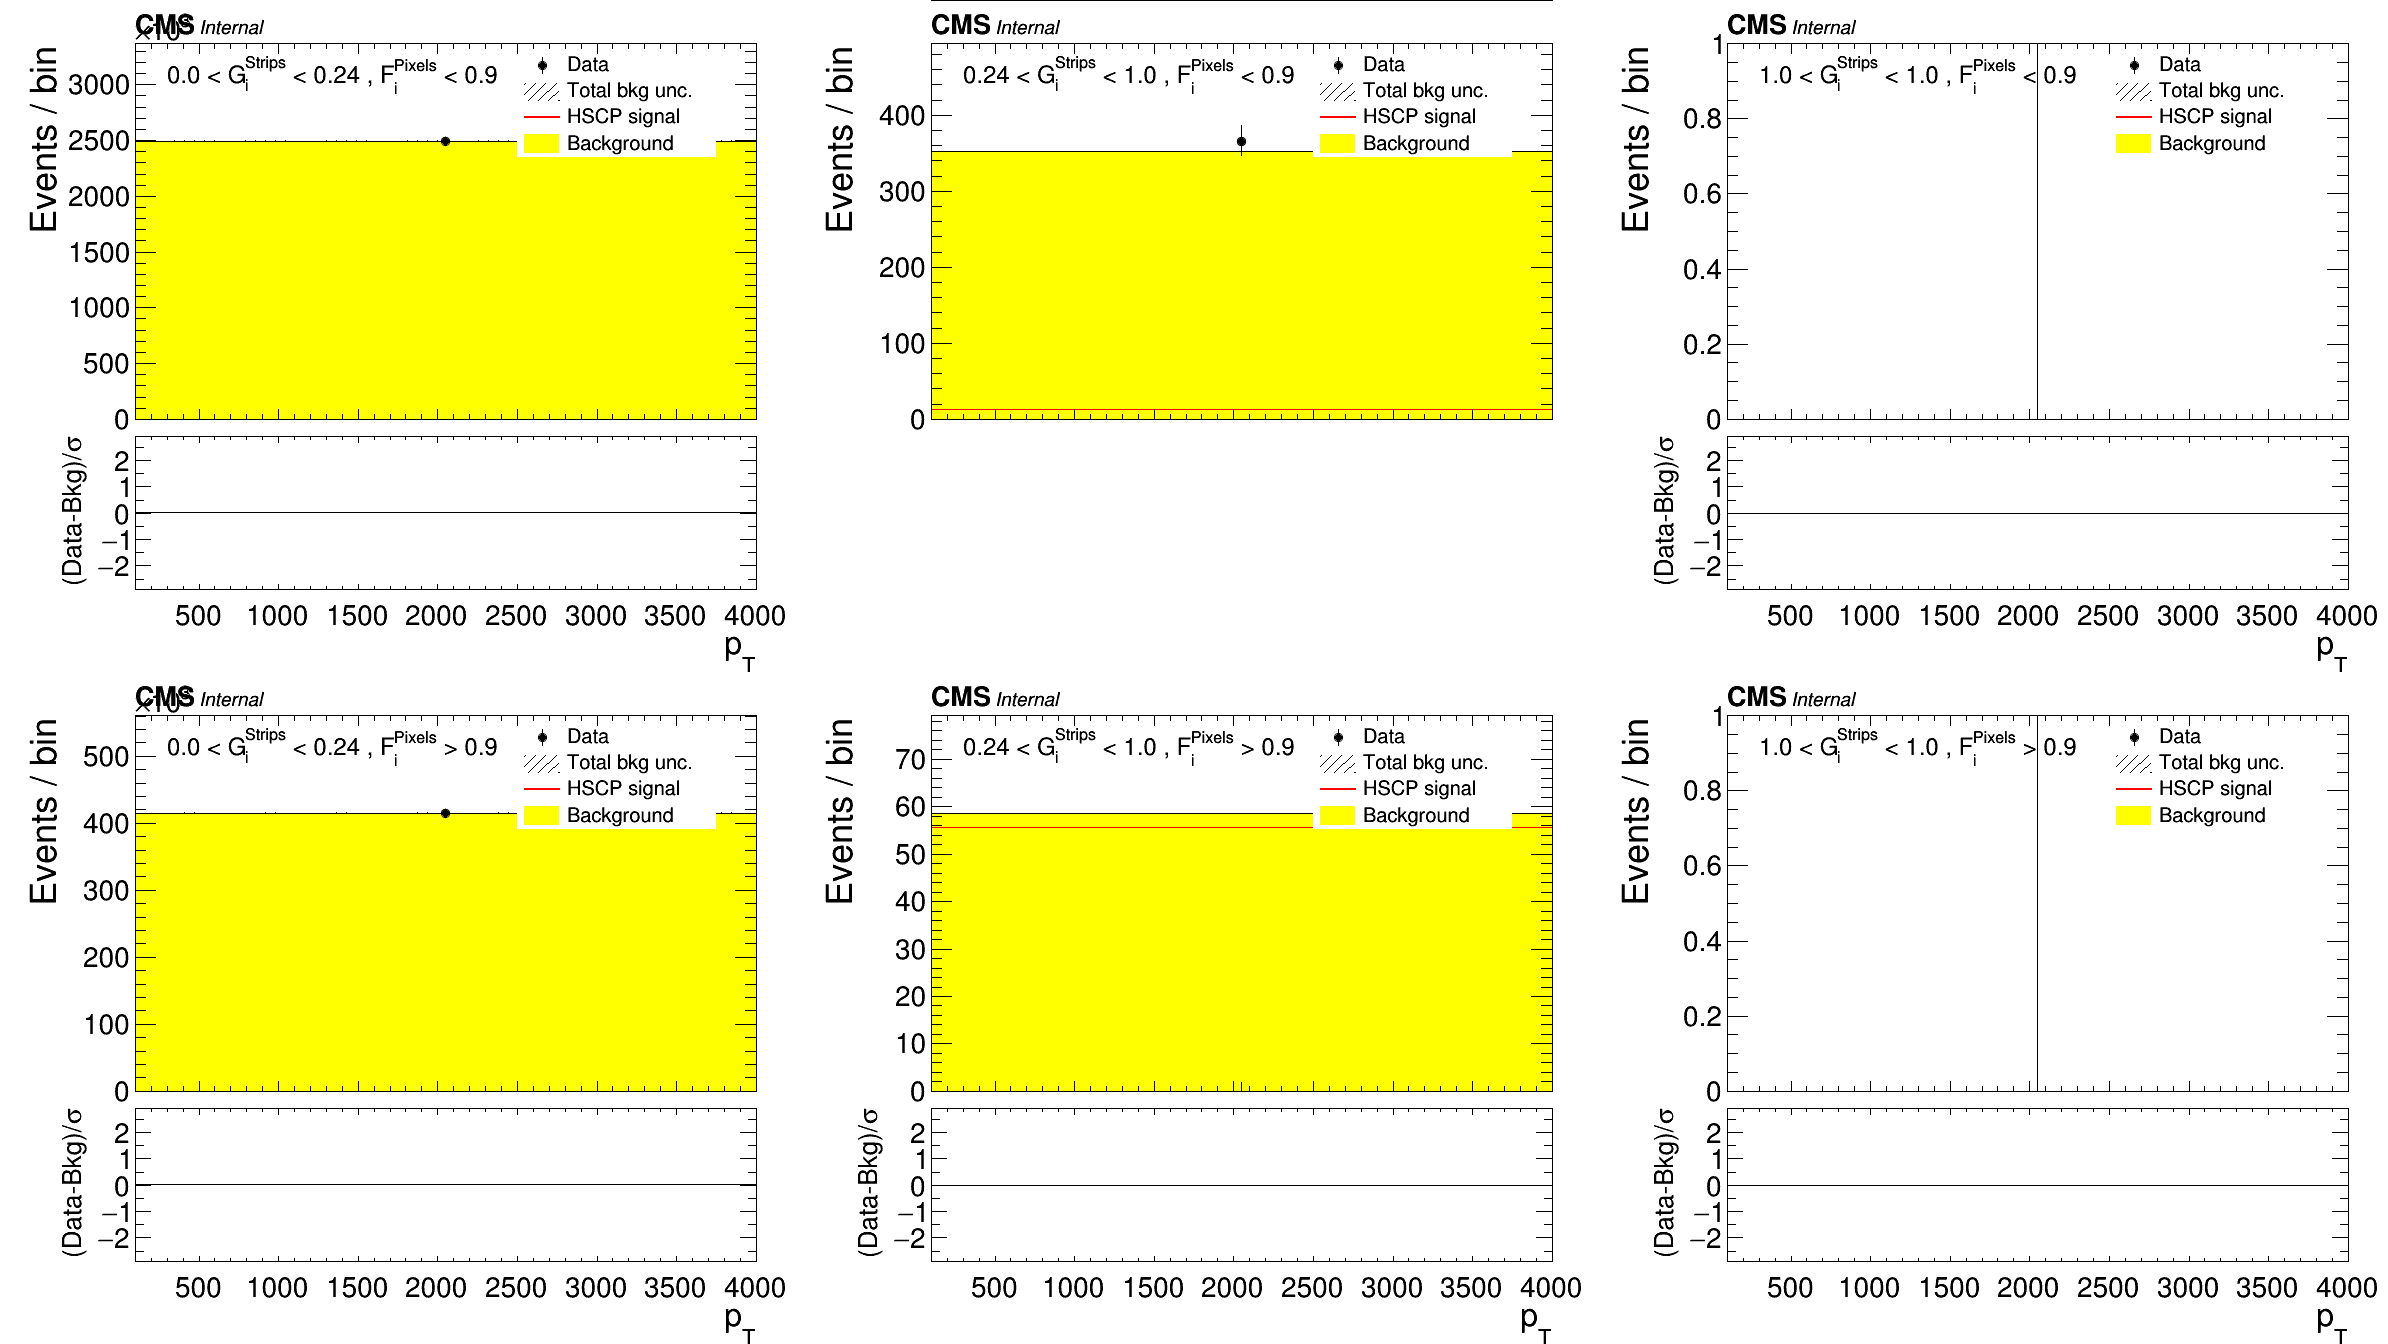 CMS Internal
Events / bin
3000
2500
2000
1500
1000
500
0
0.0 < G_i^Strips < 0.24 , F_i^Pixels < 0.9
Data
Total bkg unc.
HSCP signal
Background
(Data-Bkg)/σ
2
1
0
−1
−2
500 1000 1500 2000 2500 3000 3500 4000
p_T
CMS Internal
Events / bin
400
300
200
100
0
0.24 < G_i^Strips < 1.0 , F_i^Pixels < 0.9
Data
Total bkg unc.
HSCP signal
Background
CMS Internal
Events / bin
1
0.8
0.6
0.4
0.2
0
1.0 < G_i^Strips < 1.0 , F_i^Pixels < 0.9
Data
Total bkg unc.
HSCP signal
Background
(Data-Bkg)/σ
2
1
0
−1
−2
500 1000 1500 2000 2500 3000 3500 4000
p_T
CMS Internal
Events / bin
500
400
300
200
100
0
0.0 < G_i^Strips < 0.24 , F_i^Pixels > 0.9
Data
Total bkg unc.
HSCP signal
Background
(Data-Bkg)/σ
2
1
0
−1
−2
500 1000 1500 2000 2500 3000 3500 4000
p_T
CMS Internal
Events / bin
70
60
50
40
30
20
10
0
0.24 < G_i^Strips < 1.0 , F_i^Pixels > 0.9
Data
Total bkg unc.
HSCP signal
Background
(Data-Bkg)/σ
2
1
0
−1
−2
500 1000 1500 2000 2500 3000 3500 4000
p_T
CMS Internal
Events / bin
1
0.8
0.6
0.4
0.2
0
1.0 < G_i^Strips < 1.0 , F_i^Pixels > 0.9
Data
Total bkg unc.
HSCP signal
Background
(Data-Bkg)/σ
2
1
0
−1
−2
500 1000 1500 2000 2500 3000 3500 4000
p_T